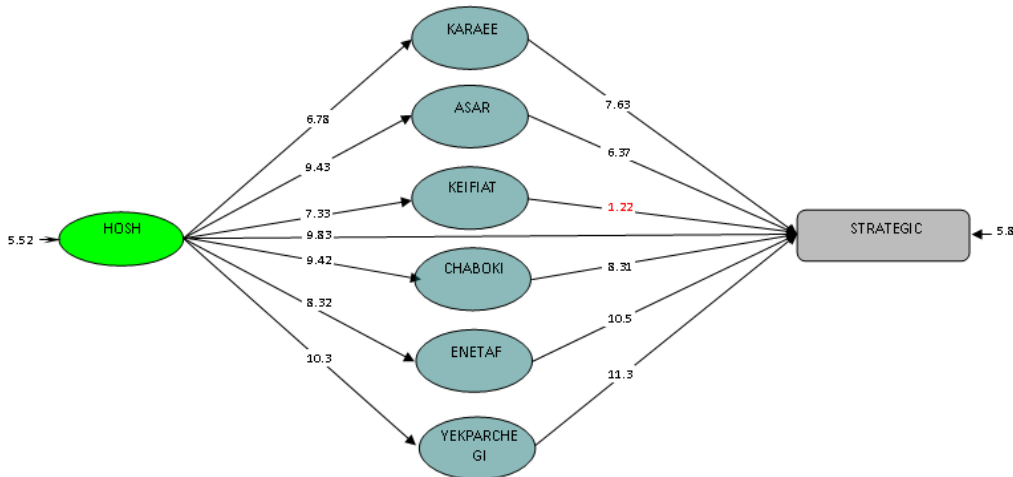 KARAEE
6.78
7.63
ASAR
9.43
6.37
KEIFIAT
7.33
1.22
HOSH
5.52
9.83
STRATEGIC
5.8
9.42
CHABOKI
8.31
8.32
ENETAF
10.5
10.3
11.3
YEKPARCHE
GI